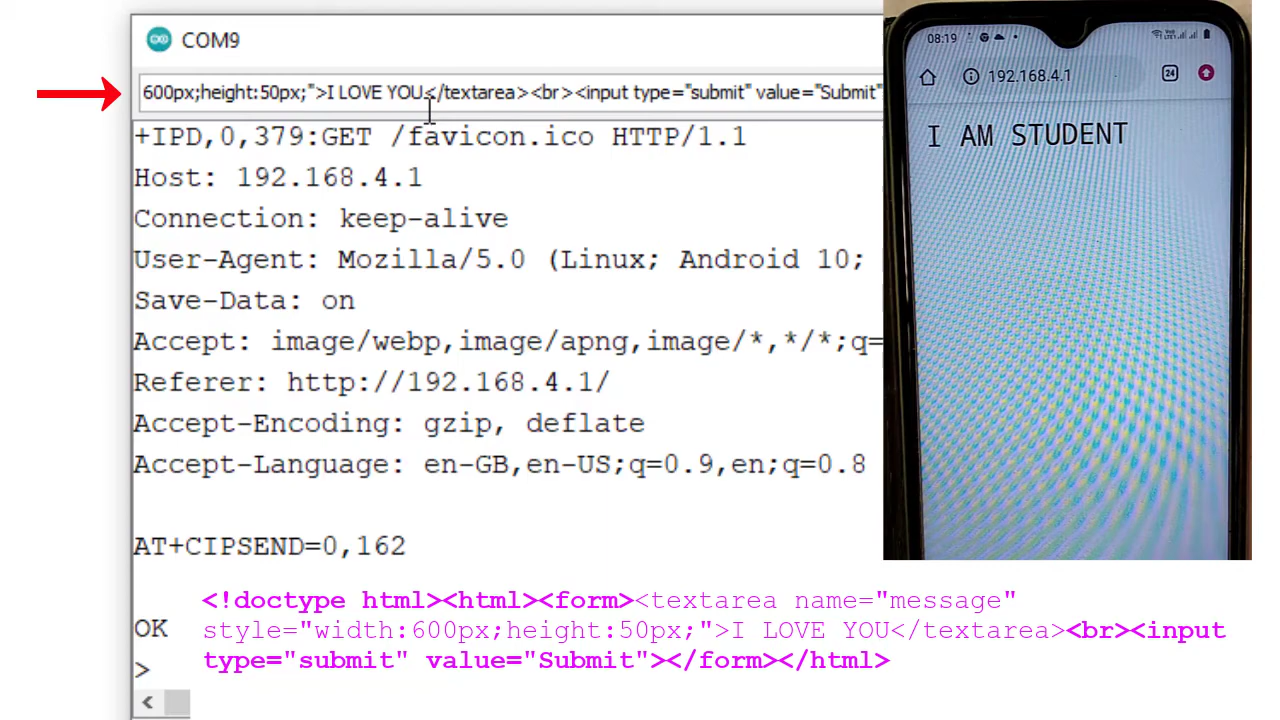 COM9
600px;height:50px;">I LOVE YOU</textarea><br><input type="submit" value="Submit"
+IPD,0,379:GET /favicon.ico HTTP/1.1
Host: 192.168.4.1
Connection: keep-alive
User-Agent: Mozilla/5.0 (Linux; Android 10;
Save-Data: on
Accept: image/webp,image/apng,image/*,*/*;q=
Referer: http://192.168.4.1/
Accept-Encoding: gzip, deflate
Accept-Language: en-GB,en-US;q=0.9,en;q=0.8
AT+CIPSEND=0,162
OK
>
<!doctype html><html><form><textarea name="message"
style="width:600px;height:50px;">I LOVE YOU</textarea><br><input
type="submit" value="Submit"></form></html>
08:19
192.168.4.1
24
I AM STUDENT